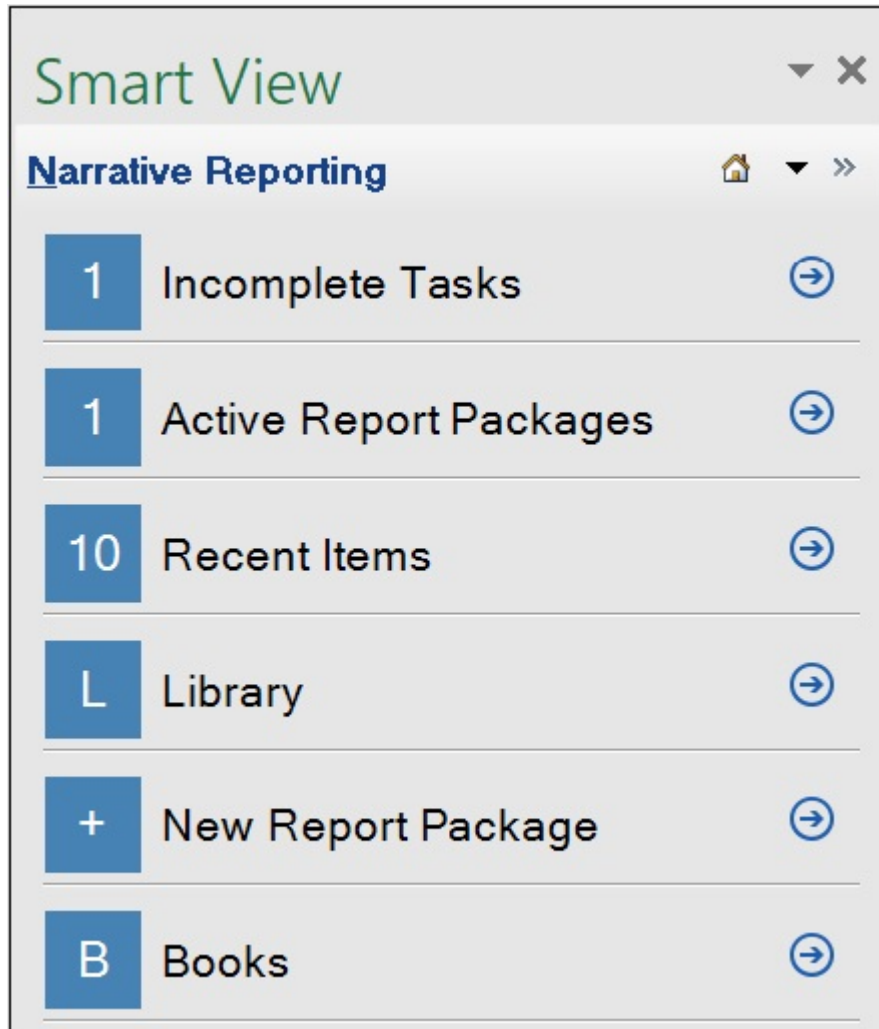 Smart View
Narrative Reporting
1 Incomplete Tasks
1 Active Report Packages
10 Recent Items
L Library
+ New Report Package
B Books